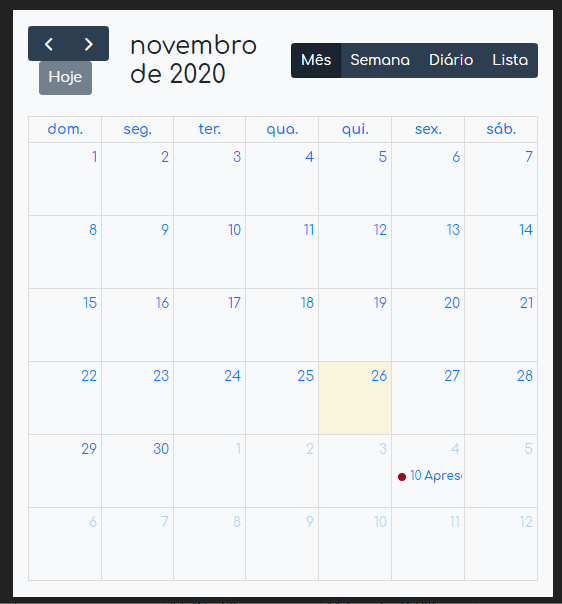 novembro
de 2020
Hoje
Mês Semana Diário Lista
dom. seg. ter. qua. qui. sex. sáb.
1 2 3 4 5 6 7
8 9 10 11 12 13 14
15 16 17 18 19 20 21
22 23 24 25 26 27 28
29 30 1 2 3 4 5
10 Apres
6 7 8 9 10 11 12